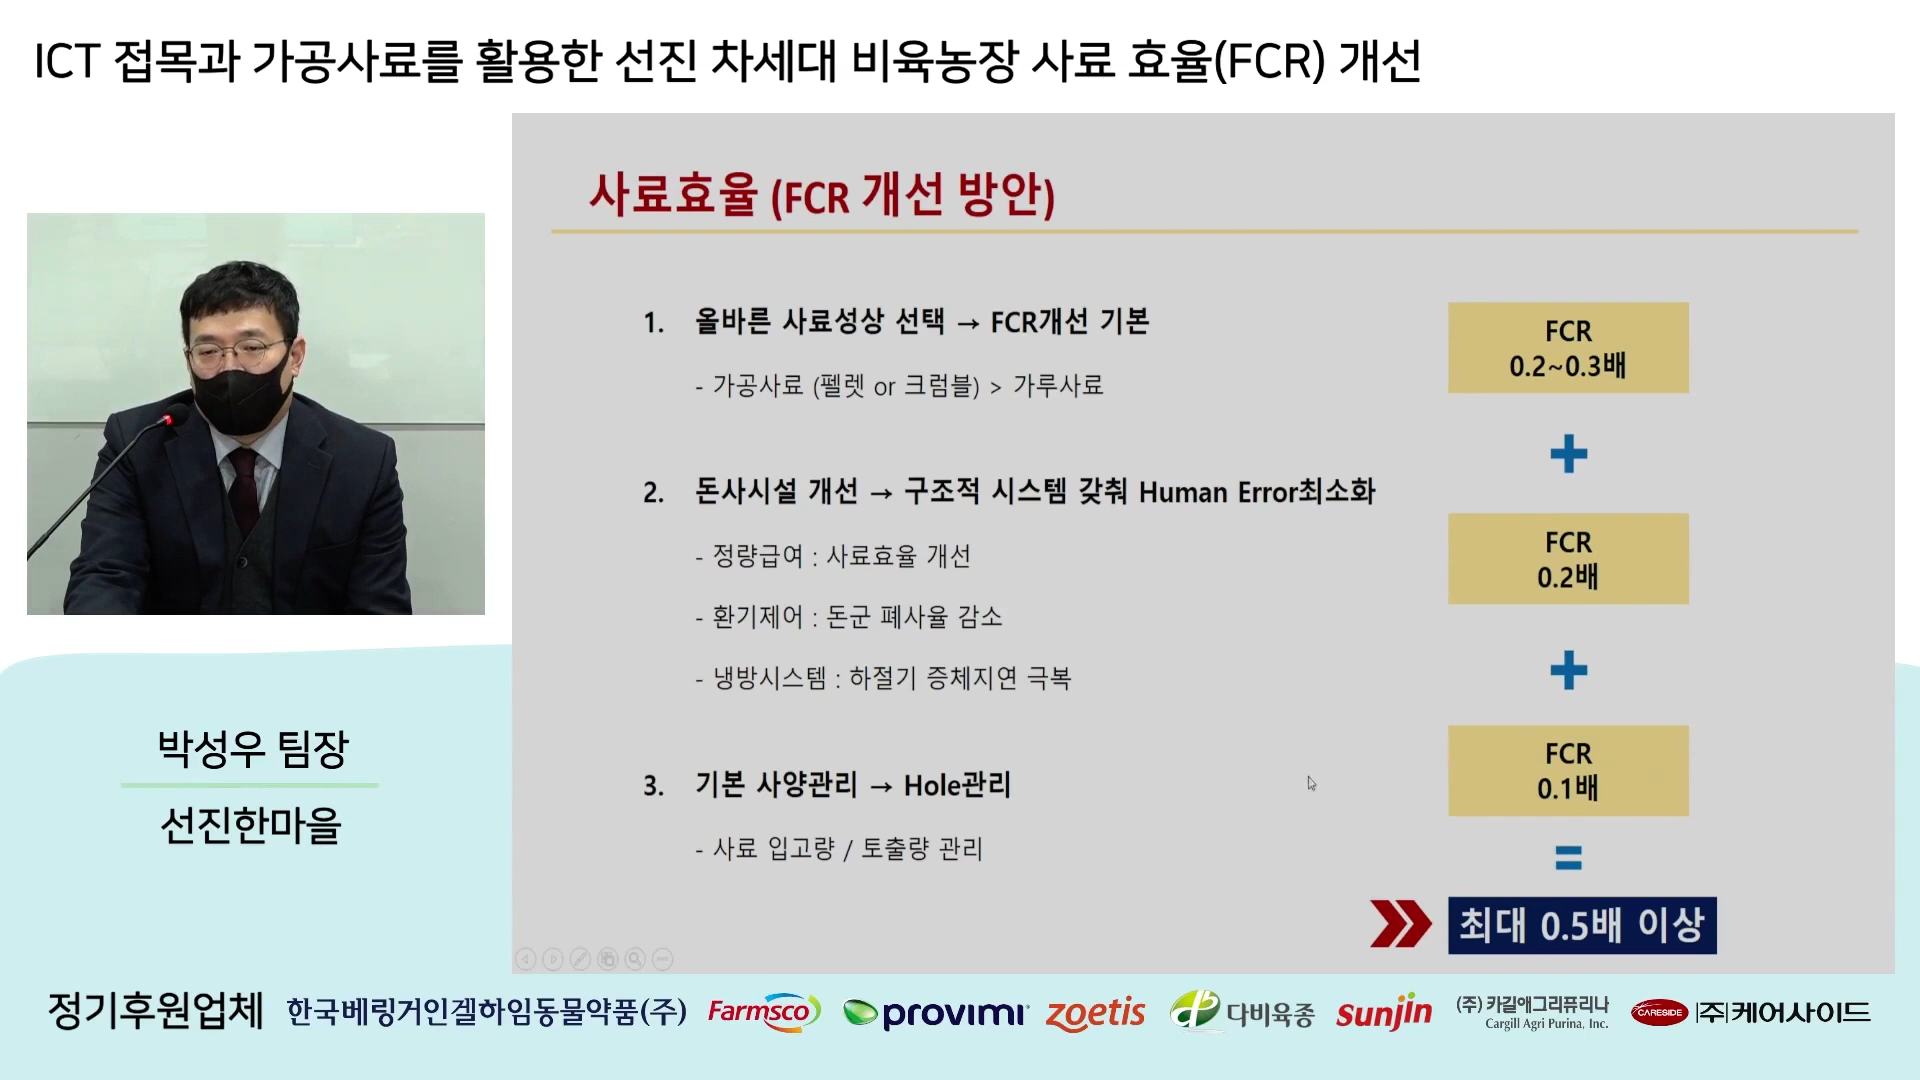 ICT 접목과 가공사료를 활용한 선진 차세대 비육농장 사료 효율(FCR) 개선
사료효율 (FCR 개선 방안)
1. 올바른 사료성상 선택 → FCR개선 기본
- 가공사료 (펠렛 or 크럼블) > 가루사료
FCR
0.2~0.3배
+
2. 돈사시설 개선 → 구조적 시스템 갖춰 Human Error최소화
- 정량급여 : 사료효율 개선
- 환기제어 : 돈군 폐사율 감소
- 냉방시스템 : 하절기 증체지연 극복
FCR
0.2배
+
3. 기본 사양관리 → Hole관리
- 사료 입고량 / 토출량 관리
FCR
0.1배
=
최대 0.5배 이상
박성우 팀장
선진한마을
정기후원업체 한국베링거인겔하임동물약품(주) Farmsco provimi zoetis 다비육종 sunjin (주) 카길애그리퓨리나 Cargill Agri Purina, Inc. CARESIDE (주)케어사이드